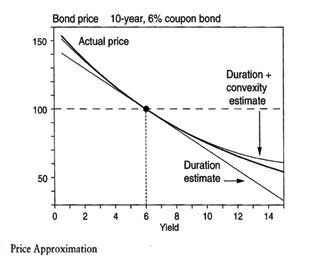 Bond price 10-year, 6% coupon bond
150
Actual price
Duration +
convexity
estimate
100
Duration
estimate
50
0 2 4 6 8 10 12 14
Yield
Price Approximation